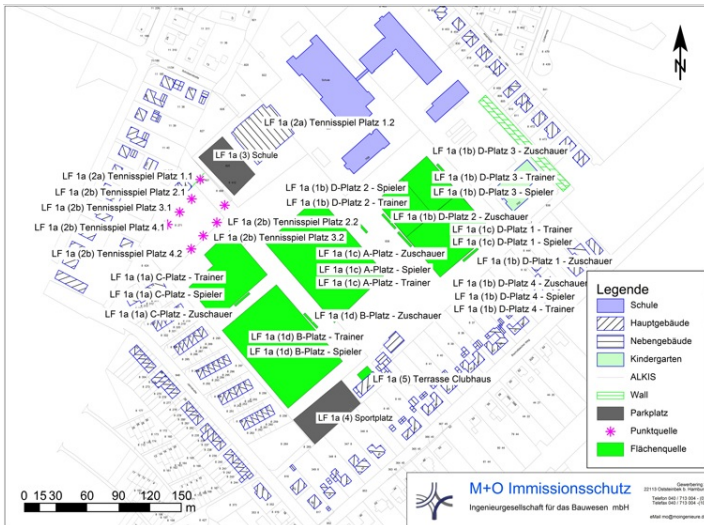 N
LF 1a (2a) Tennisspiel Platz 1.2
LF 1a (3) Schule
LF 1a (1b) D-Platz 3 - Zuschauer
LF 1a (2a) Tennisspiel Platz 1.1
LF 1a (1b) D-Platz 3 - Trainer
LF 1a (2b) Tennisspiel Platz 2.1
LF 1a (1b) D-Platz 2 - Spieler
LF 1a (1b) D-Platz 3 - Spieler
LF 1a (2b) Tennisspiel Platz 3.1
LF 1a (1b) D-Platz 2 - Trainer
LF 1a (1b) D-Platz 2 - Zuschauer
LF 1a (2b) Tennisspiel Platz 4.1
LF 1a (2b) Tennisspiel Platz 2.2
LF 1a (1c) D-Platz 1 - Trainer
LF 1a (2b) Tennisspiel Platz 3.2
LF 1a (1c) D-Platz 1 - Spieler
LF 1a (2b) Tennisspiel Platz 4.2
LF 1a (1c) A-Platz - Zuschauer
LF 1a (1b) D-Platz 1 - Zuschauer
LF 1a (1c) A-Platz - Spieler
LF 1a (1a) C-Platz - Trainer
LF 1a (1c) A-Platz - Trainer
LF 1a (1b) D-Platz 4 - Zuschauer
LF 1a (1a) C-Platz - Spieler
LF 1a (1b) D-Platz 4 - Spieler
LF 1a (1a) C-Platz - Zuschauer
LF 1a (1d) B-Platz - Zuschauer
LF 1a (1b) D-Platz 4 - Trainer
LF 1a (1d) B-Platz - Trainer
LF 1a (1d) B-Platz - Spieler
LF 1a (5) Terrasse Clubhaus
LF 1a (4) Sportplatz
Legende
Schule
Hauptgebäude
Nebengebäude
Kindergarten
ALKIS
Wall
Parkplatz
Punktquelle
Flächenquelle
0 15 30 60 90 120 150
m
M+O Immissionsschutz
Ingenieurgesellschaft für das Bauwesen mbH